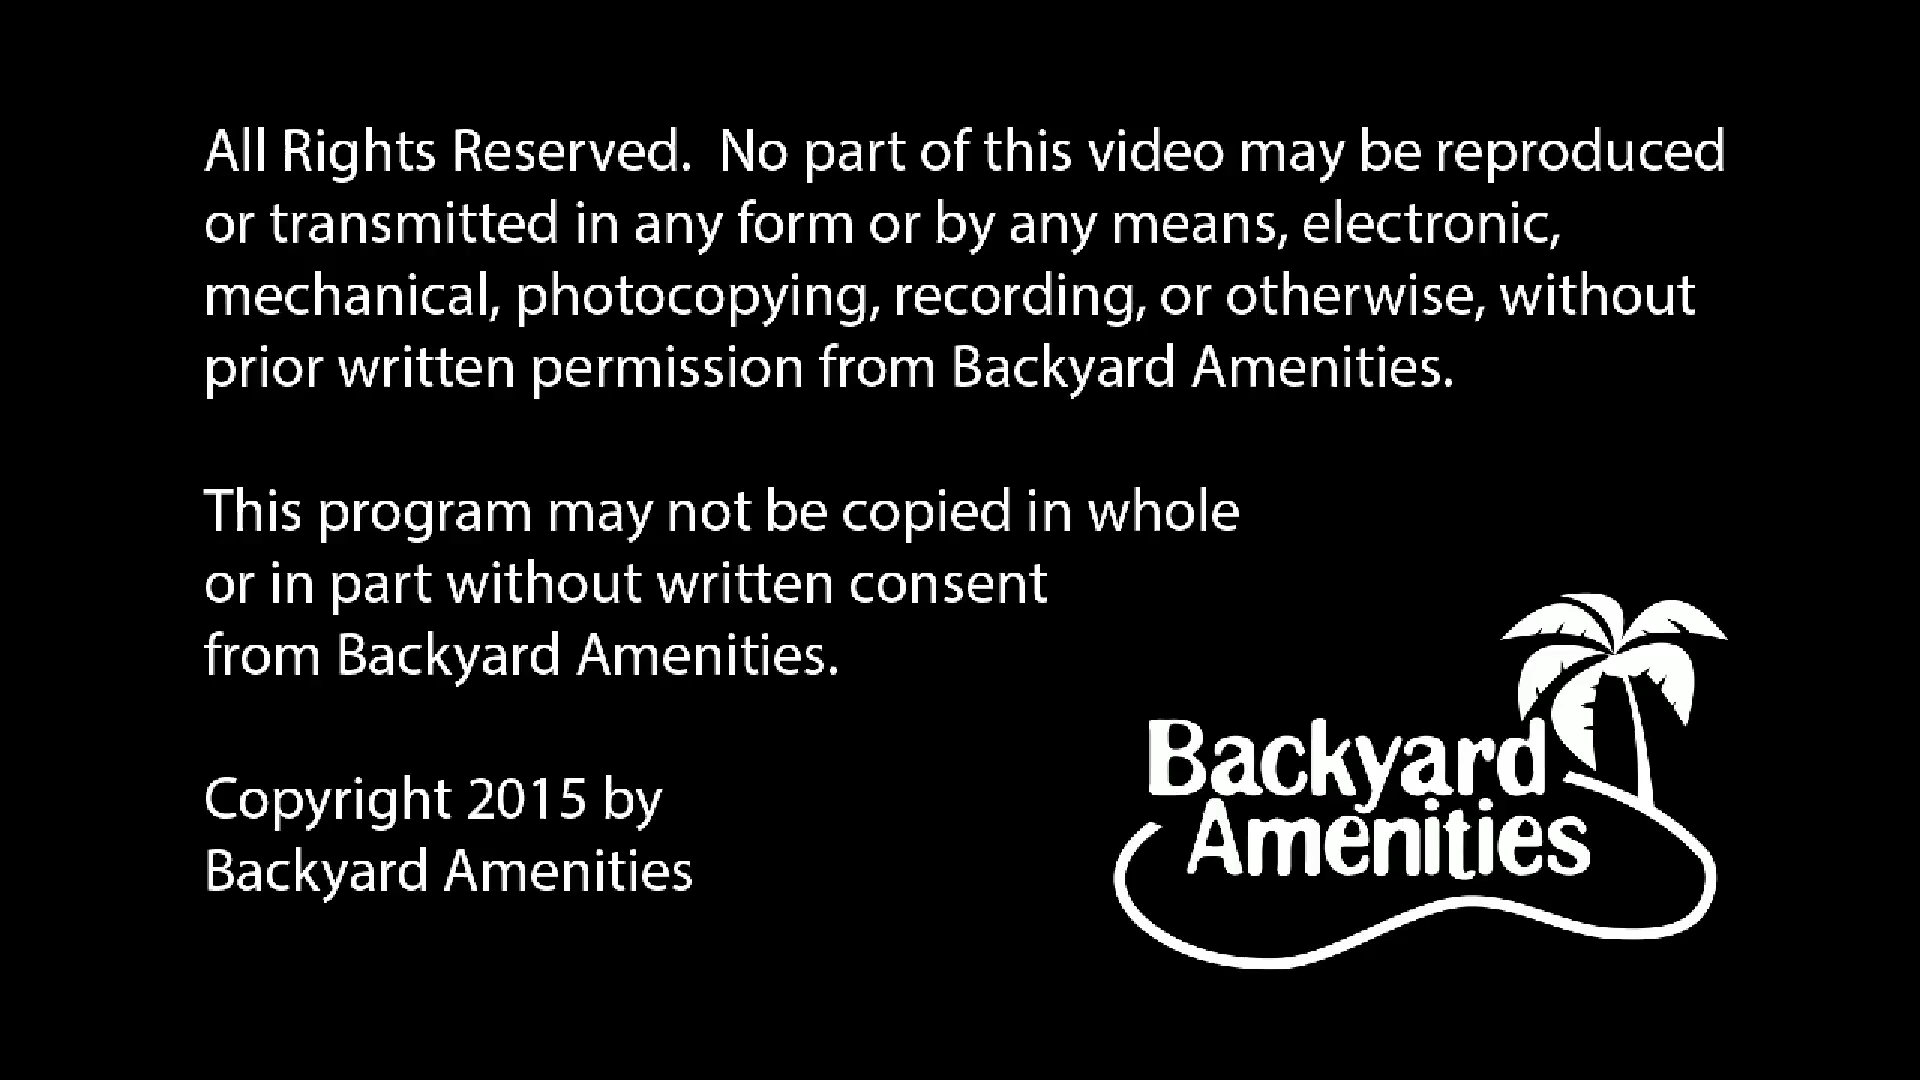 All Rights Reserved.  No part of this video may be reproduced
or transmitted in any form or by any means, electronic,
mechanical, photocopying, recording, or otherwise, without
prior written permission from Backyard Amenities.
This program may not be copied in whole
or in part without written consent
from Backyard Amenities.
Copyright 2015 by
Backyard Amenities
Backyard
Amenities